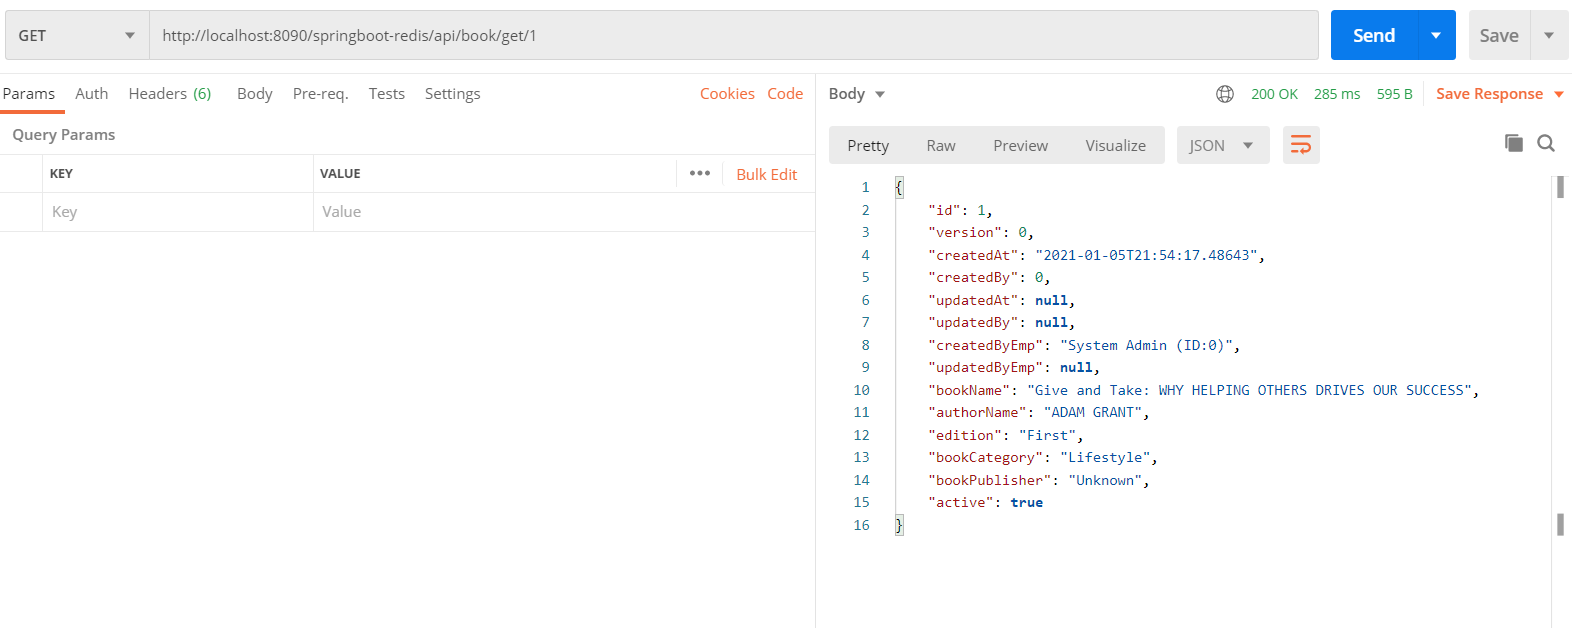 GET http://localhost:8090/springboot-redis/api/book/get/1 Send Save
Params Auth Headers (6) Body Pre-req. Tests Settings Cookies Code
Query Params
KEY VALUE ••• Bulk Edit
Key Value
Body 200 OK 285 ms 595 B Save Response
Pretty Raw Preview Visualize JSON
1 {
2 "id": 1,
3 "version": 0,
4 "createdAt": "2021-01-05T21:54:17.48643",
5 "createdBy": 0,
6 "updatedAt": null,
7 "updatedBy": null,
8 "createdByEmp": "System Admin (ID:0)",
9 "updatedByEmp": null,
10 "bookName": "Give and Take: WHY HELPING OTHERS DRIVES OUR SUCCESS",
11 "authorName": "ADAM GRANT",
12 "edition": "First",
13 "bookCategory": "Lifestyle",
14 "bookPublisher": "Unknown",
15 "active": true
16 }